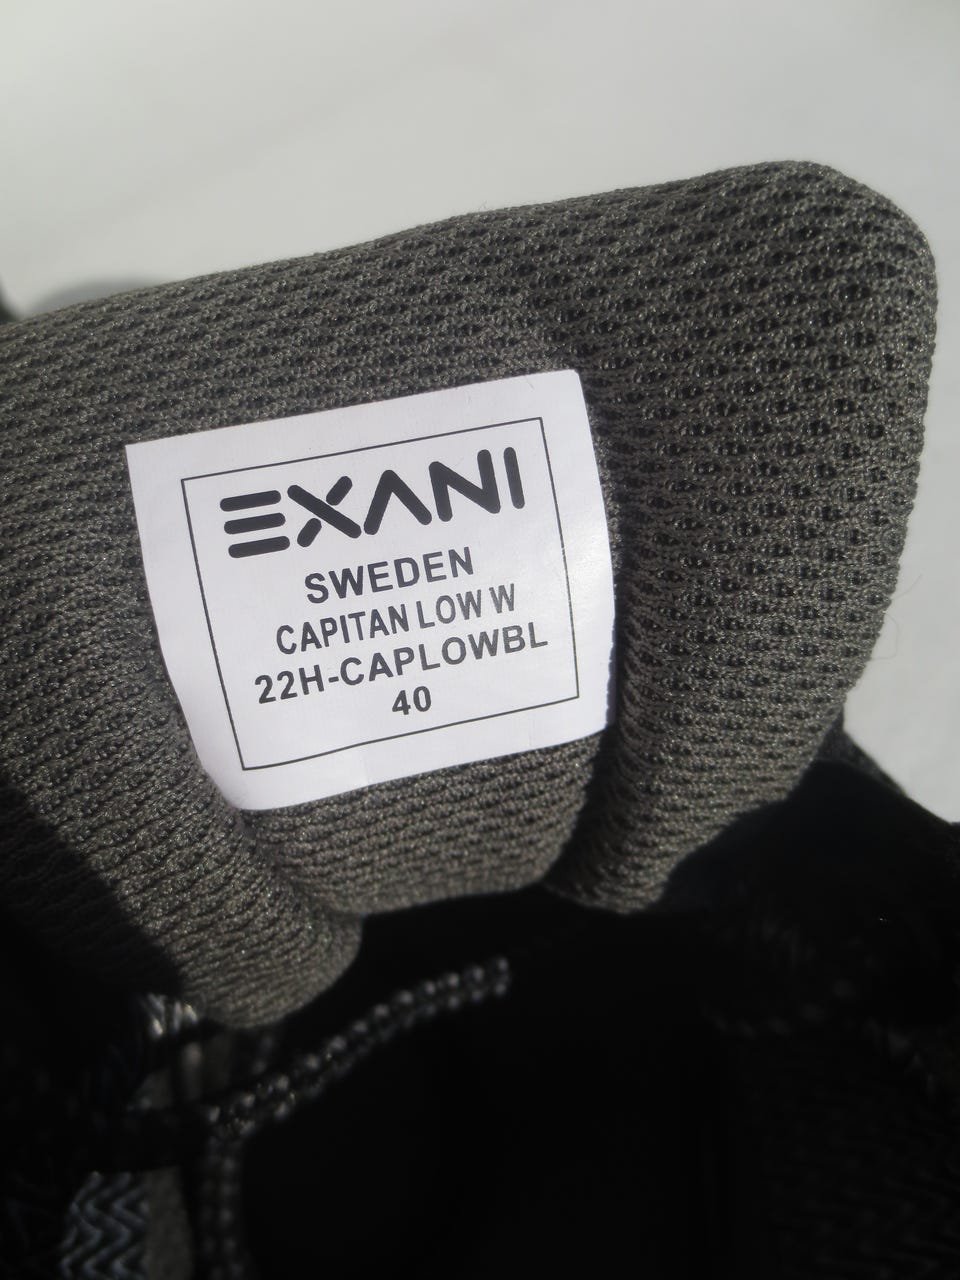 EXANI
SWEDEN
CAPITAN LOW W
22H-CAPLOWBL
40